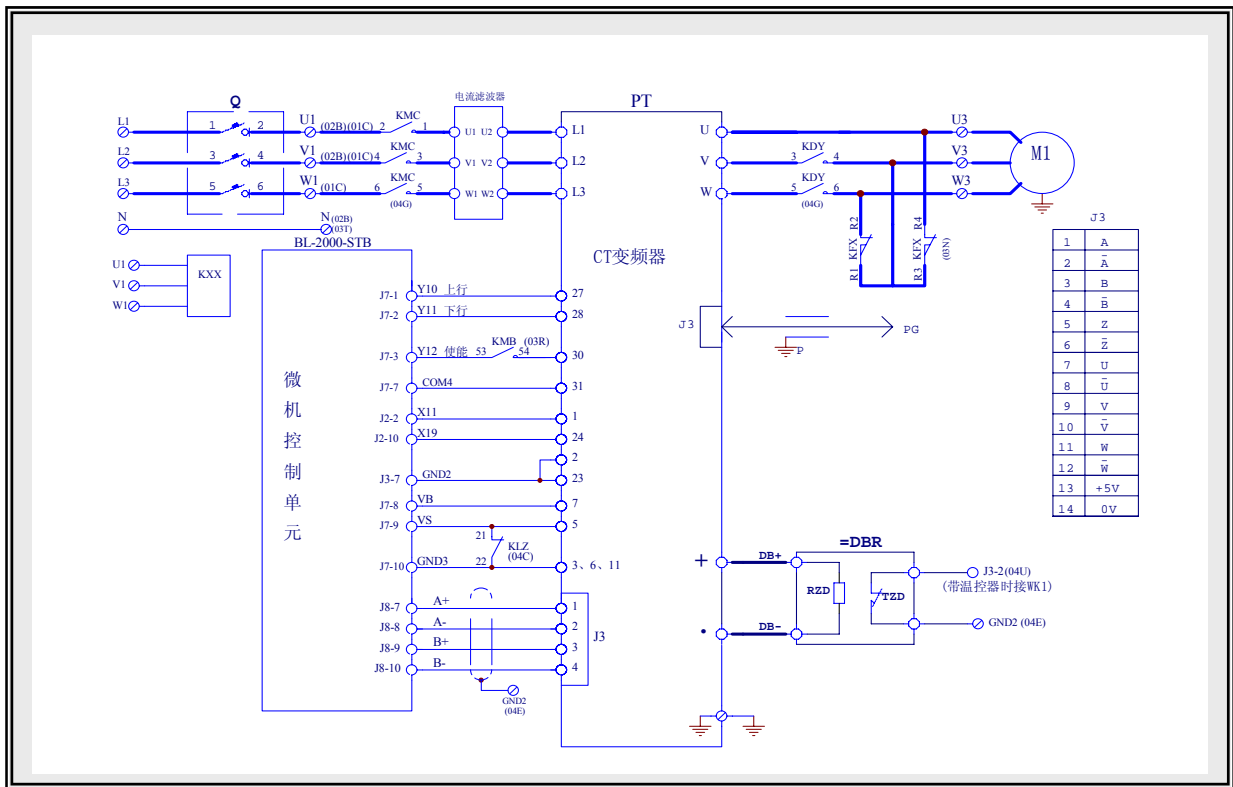 Q
L1
1
2
U1
(02B)(01C)
2
KMC
1
电流滤波器
U1 U2
L1
L2
3
4
V1
(02B)(01C)
4
KMC
3
V1 V2
L2
L3
5
6
W1
(01C)
6
KMC
5
(04G)
W1 W2
L3
N
N
(02B)
(03T)
PT
CT变频器
U
V
W
3
KDY
4
5
KDY
6
(04G)
U3
V3
W3
M1
R2
KFX
R1
R4
KFX
R3
(03N)
U1
V1
W1
KXX
BL-2000-STB
微机控制单元
J7-1
Y10 上行
27
J7-2
Y11 下行
28
J7-3
Y12 使能
53
KMB
(03R)
54
30
J7-7
COM4
31
J2-2
X11
1
J2-10
X19
24
2
J3-7
GND2
23
J7-8
VB
7
J7-9
VS
5
21
KLZ
(04C)
22
J7-10
GND3
3、6、11
J8-7
A+
1
J8-8
A-
2
J8-9
B+
3
J8-10
B-
4
J3
GND2
(04E)
J3
P
PG
J3
1 A
2 A̅
3 B
4 B̅
5 Z
6 Z̅
7 U
8 U̅
9 V
10 V̅
11 W
12 W̅
13 +5V
14 0V
+
DB+
=DBR
RZD
TZD
J3-2(04U)
(带温控器时接WK1)
DB-
GND2 (04E)